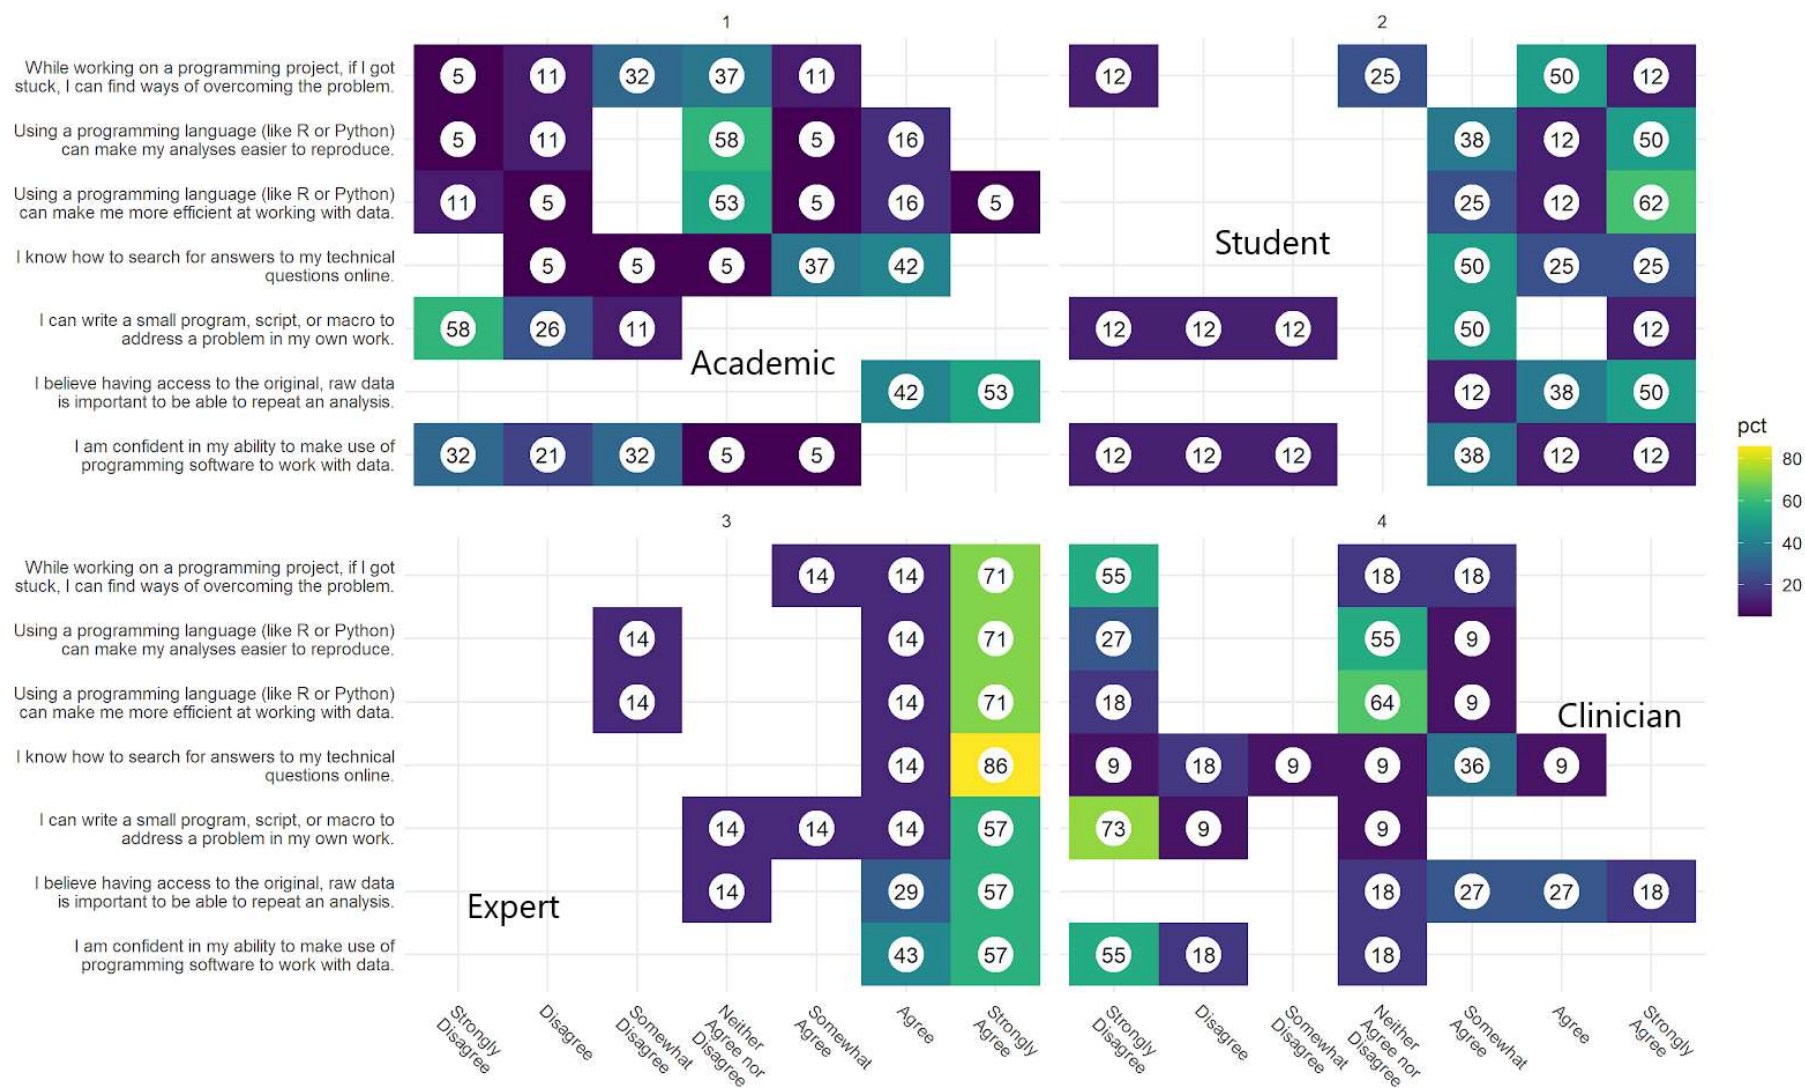 1
2
While working on a programming project, if I got
stuck, I can find ways of overcoming the problem.
5 11 32 37 11
12 25 50 12
Using a programming language (like R or Python)
can make my analyses easier to reproduce.
5 11 58 5 16
38 12 50
Using a programming language (like R or Python)
can make me more efficient at working with data.
11 5 53 5 16 5
25 12 62
Student
I know how to search for answers to my technical
questions online.
5 5 5 37 42
50 25 25
I can write a small program, script, or macro to
address a problem in my own work.
58 26 11
12 12 12 50 12
Academic
I believe having access to the original, raw data
is important to be able to repeat an analysis.
42 53
12 38 50
I am confident in my ability to make use of
programming software to work with data.
32 21 32 5 5
12 12 12 38 12 12
pct
80
60
40
20
3
4
While working on a programming project, if I got
stuck, I can find ways of overcoming the problem.
14 14 71
55 18 18
Using a programming language (like R or Python)
can make my analyses easier to reproduce.
14 14 71
27 55 9
Using a programming language (like R or Python)
can make me more efficient at working with data.
14 14 71
18 64 9
Clinician
I know how to search for answers to my technical
questions online.
14 86
9 18 9 9 36 9
I can write a small program, script, or macro to
address a problem in my own work.
14 14 14 57
73 9 9
I believe having access to the original, raw data
is important to be able to repeat an analysis.
14 29 57
18 27 27 18
Expert
I am confident in my ability to make use of
programming software to work with data.
43 57
55 18 18
Strongly
Disagree
Disagree
Somewhat
Disagree
Neither
Agree nor
Disagree
Somewhat
Agree
Agree
Strongly
Agree
Strongly
Disagree
Disagree
Somewhat
Disagree
Neither
Agree nor
Disagree
Somewhat
Agree
Agree
Strongly
Agree